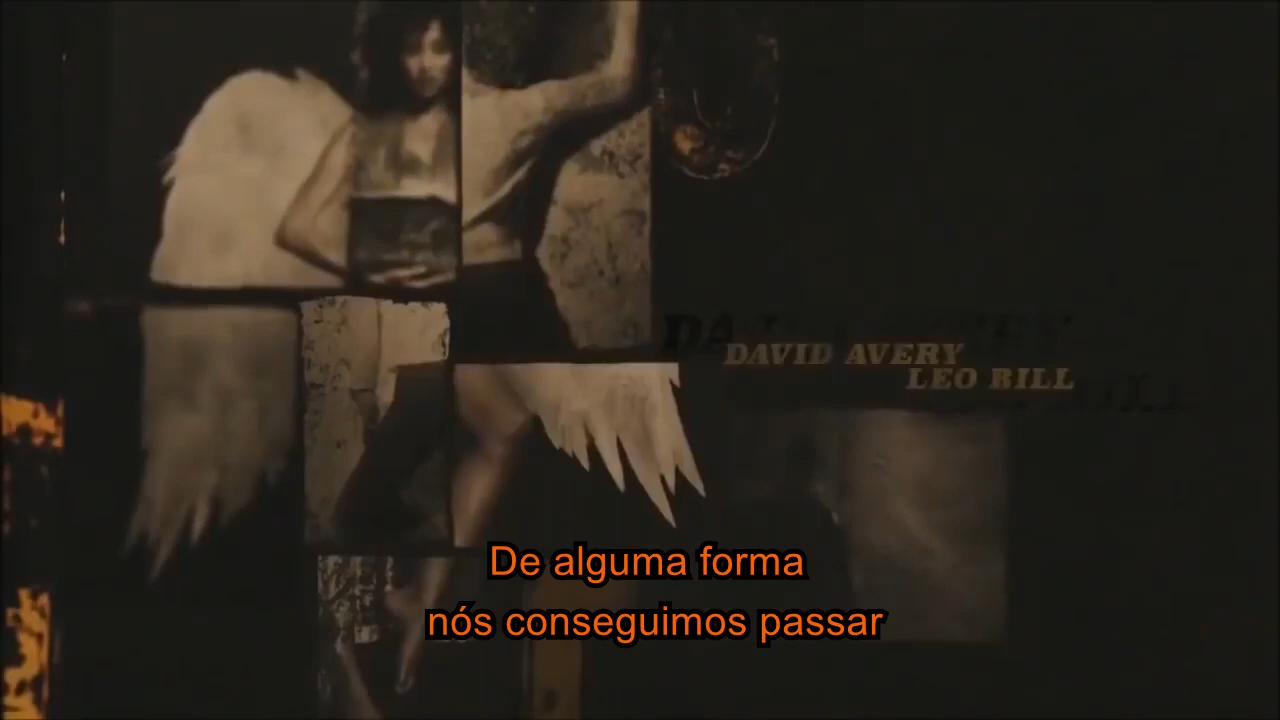 DAVID AVERY
LEO BILL
De alguma forma
nós conseguimos passar